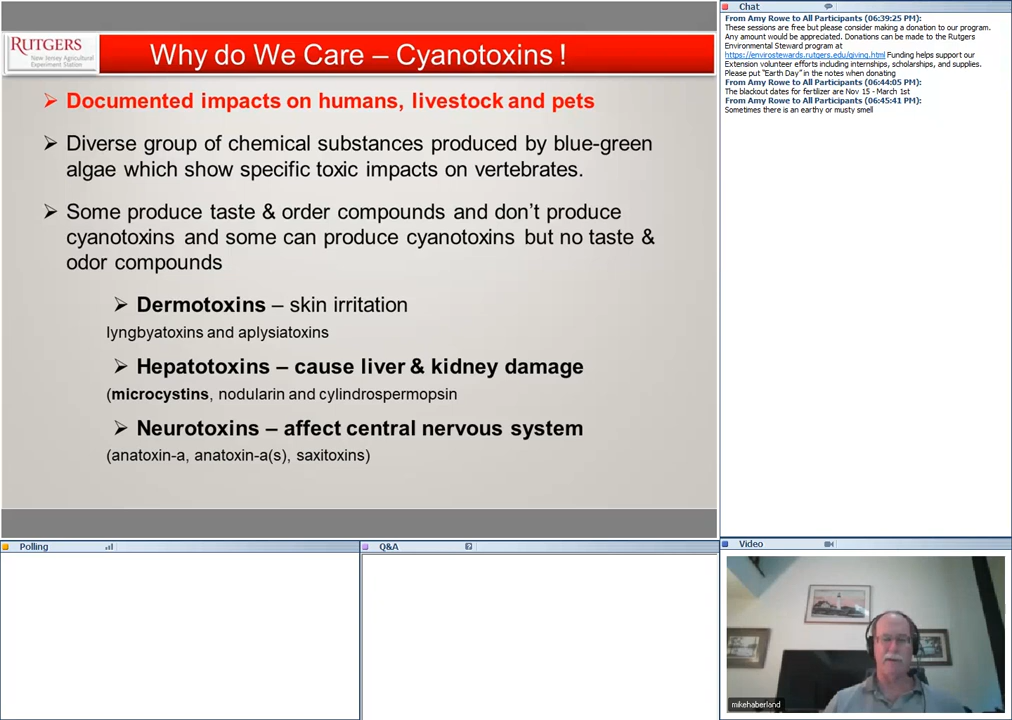 RUTGERS
New Jersey Agricultural
Experiment Station
Why do We Care – Cyanotoxins !
➢ Documented impacts on humans, livestock and pets
➢ Diverse group of chemical substances produced by blue-green
algae which show specific toxic impacts on vertebrates.
➢ Some produce taste & order compounds and don't produce
cyanotoxins and some can produce cyanotoxins but no taste &
odor compounds
➢ Dermotoxins – skin irritation
lyngbyatoxins and aplysiatoxins
➢ Hepatotoxins – cause liver & kidney damage
(microcystins, nodularin and cylindrospermopsin
➢ Neurotoxins – affect central nervous system
(anatoxin-a, anatoxin-a(s), saxitoxins)
Chat
From Amy Rowe to All Participants (06:39:25 PM):
These sessions are free but please consider making a donation to our program.
Any amount would be appreciated. Donations can be made to the Rutgers
Environmental Steward program at
https://envirostewards.rutgers.edu/giving.html Funding helps support our
Extension volunteer efforts including internships, scholarships, and supplies.
Please put "Earth Day" in the notes when donating
From Amy Rowe to All Participants (06:44:05 PM):
The blackout dates for fertilizer are Nov 15 - March 1st
From Amy Rowe to All Participants (06:45:41 PM):
Sometimes there is an earthy or musty smell
Polling
Q&A
Video
mikehaberland